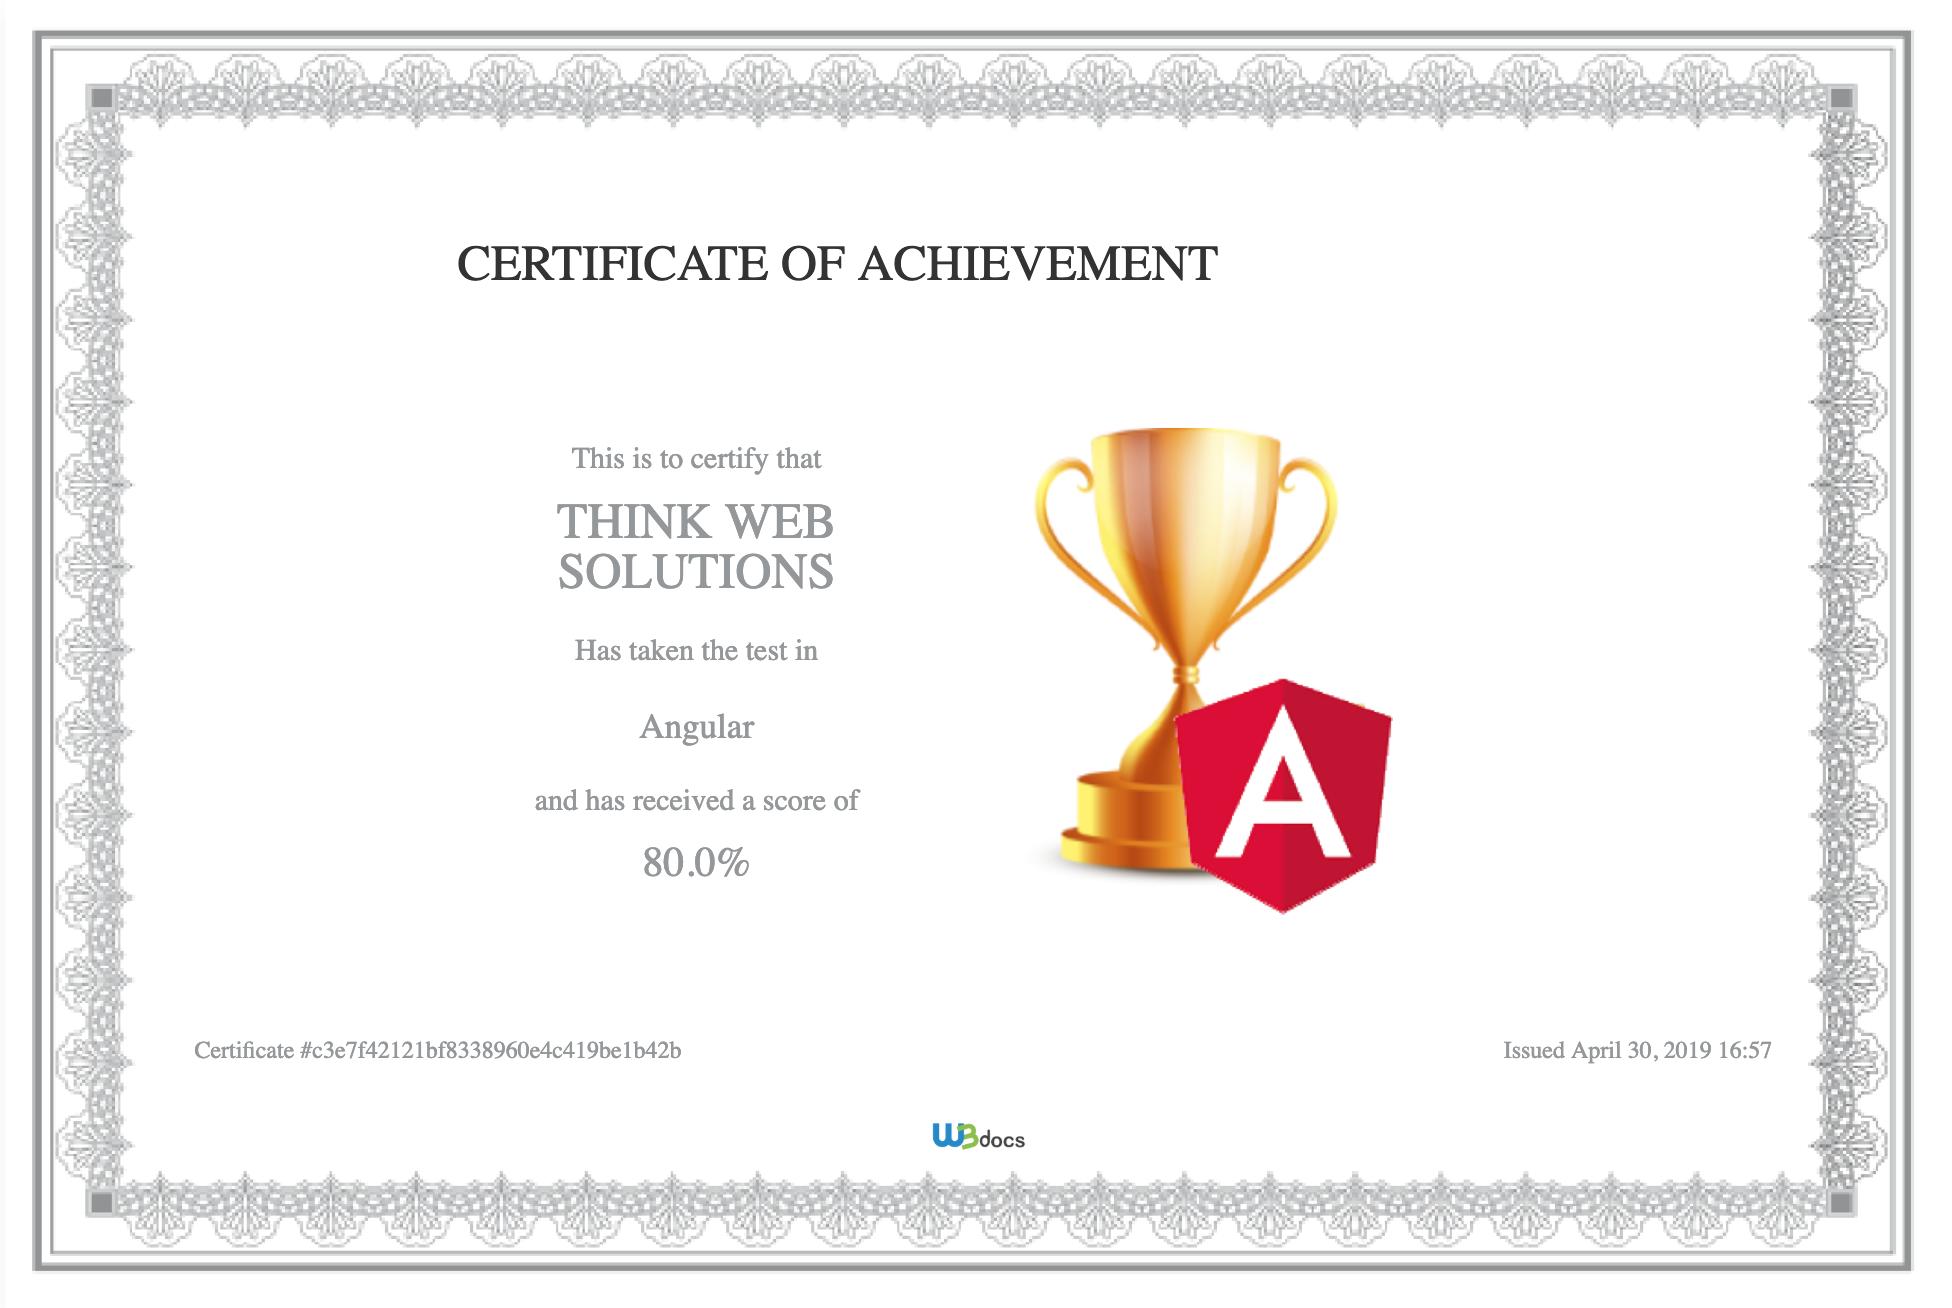 CERTIFICATE OF ACHIEVEMENT
This is to certify that
THINK WEB
SOLUTIONS
Has taken the test in
Angular
and has received a score of
80.0%
A
Certificate #c3e7f42121bf8338960e4c419be1b42b
Issued April 30, 2019 16:57
W3docs